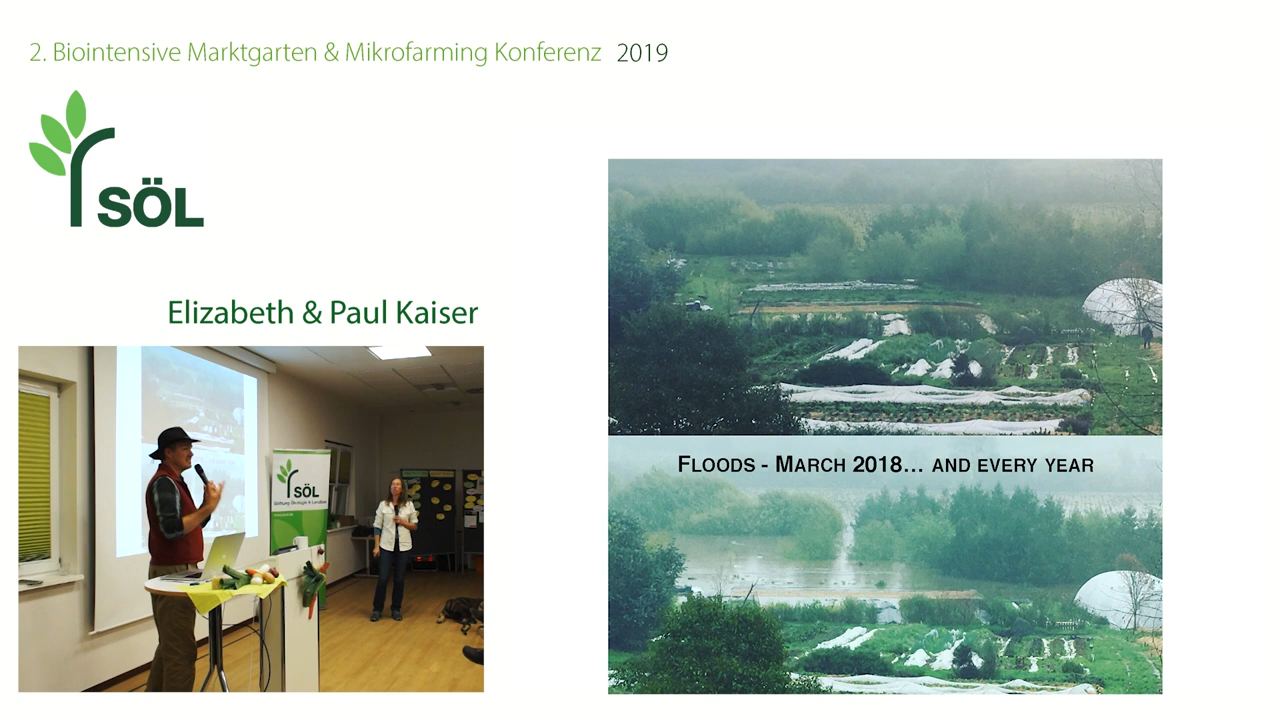 2. Biointensive Marktgarten & Mikrofarming Konferenz 2019
SÖL
Elizabeth & Paul Kaiser
SÖL
FLOODS - MARCH 2018... AND EVERY YEAR